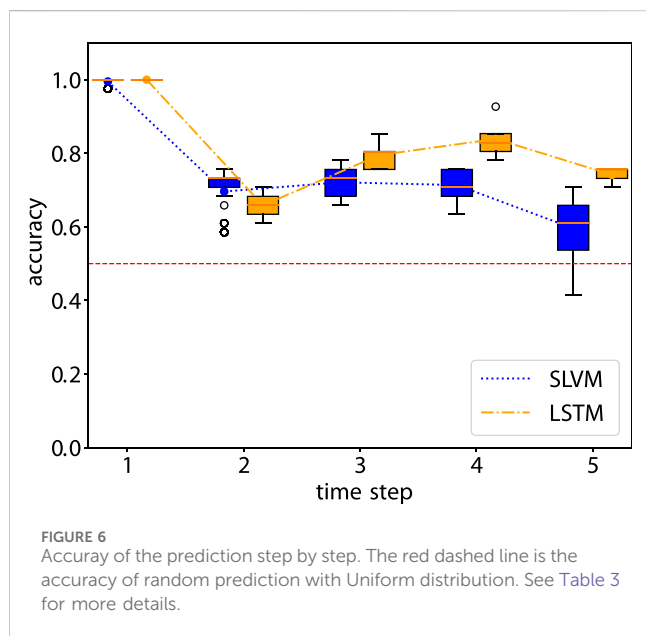 1.0
0.8
0.6
0.4
0.2
0.0
accuracy
SLVM
LSTM
1 2 3 4 5
time step
FIGURE 6
Accuray of the prediction step by step. The red dashed line is the
accuracy of random prediction with Uniform distribution. See Table 3
for more details.